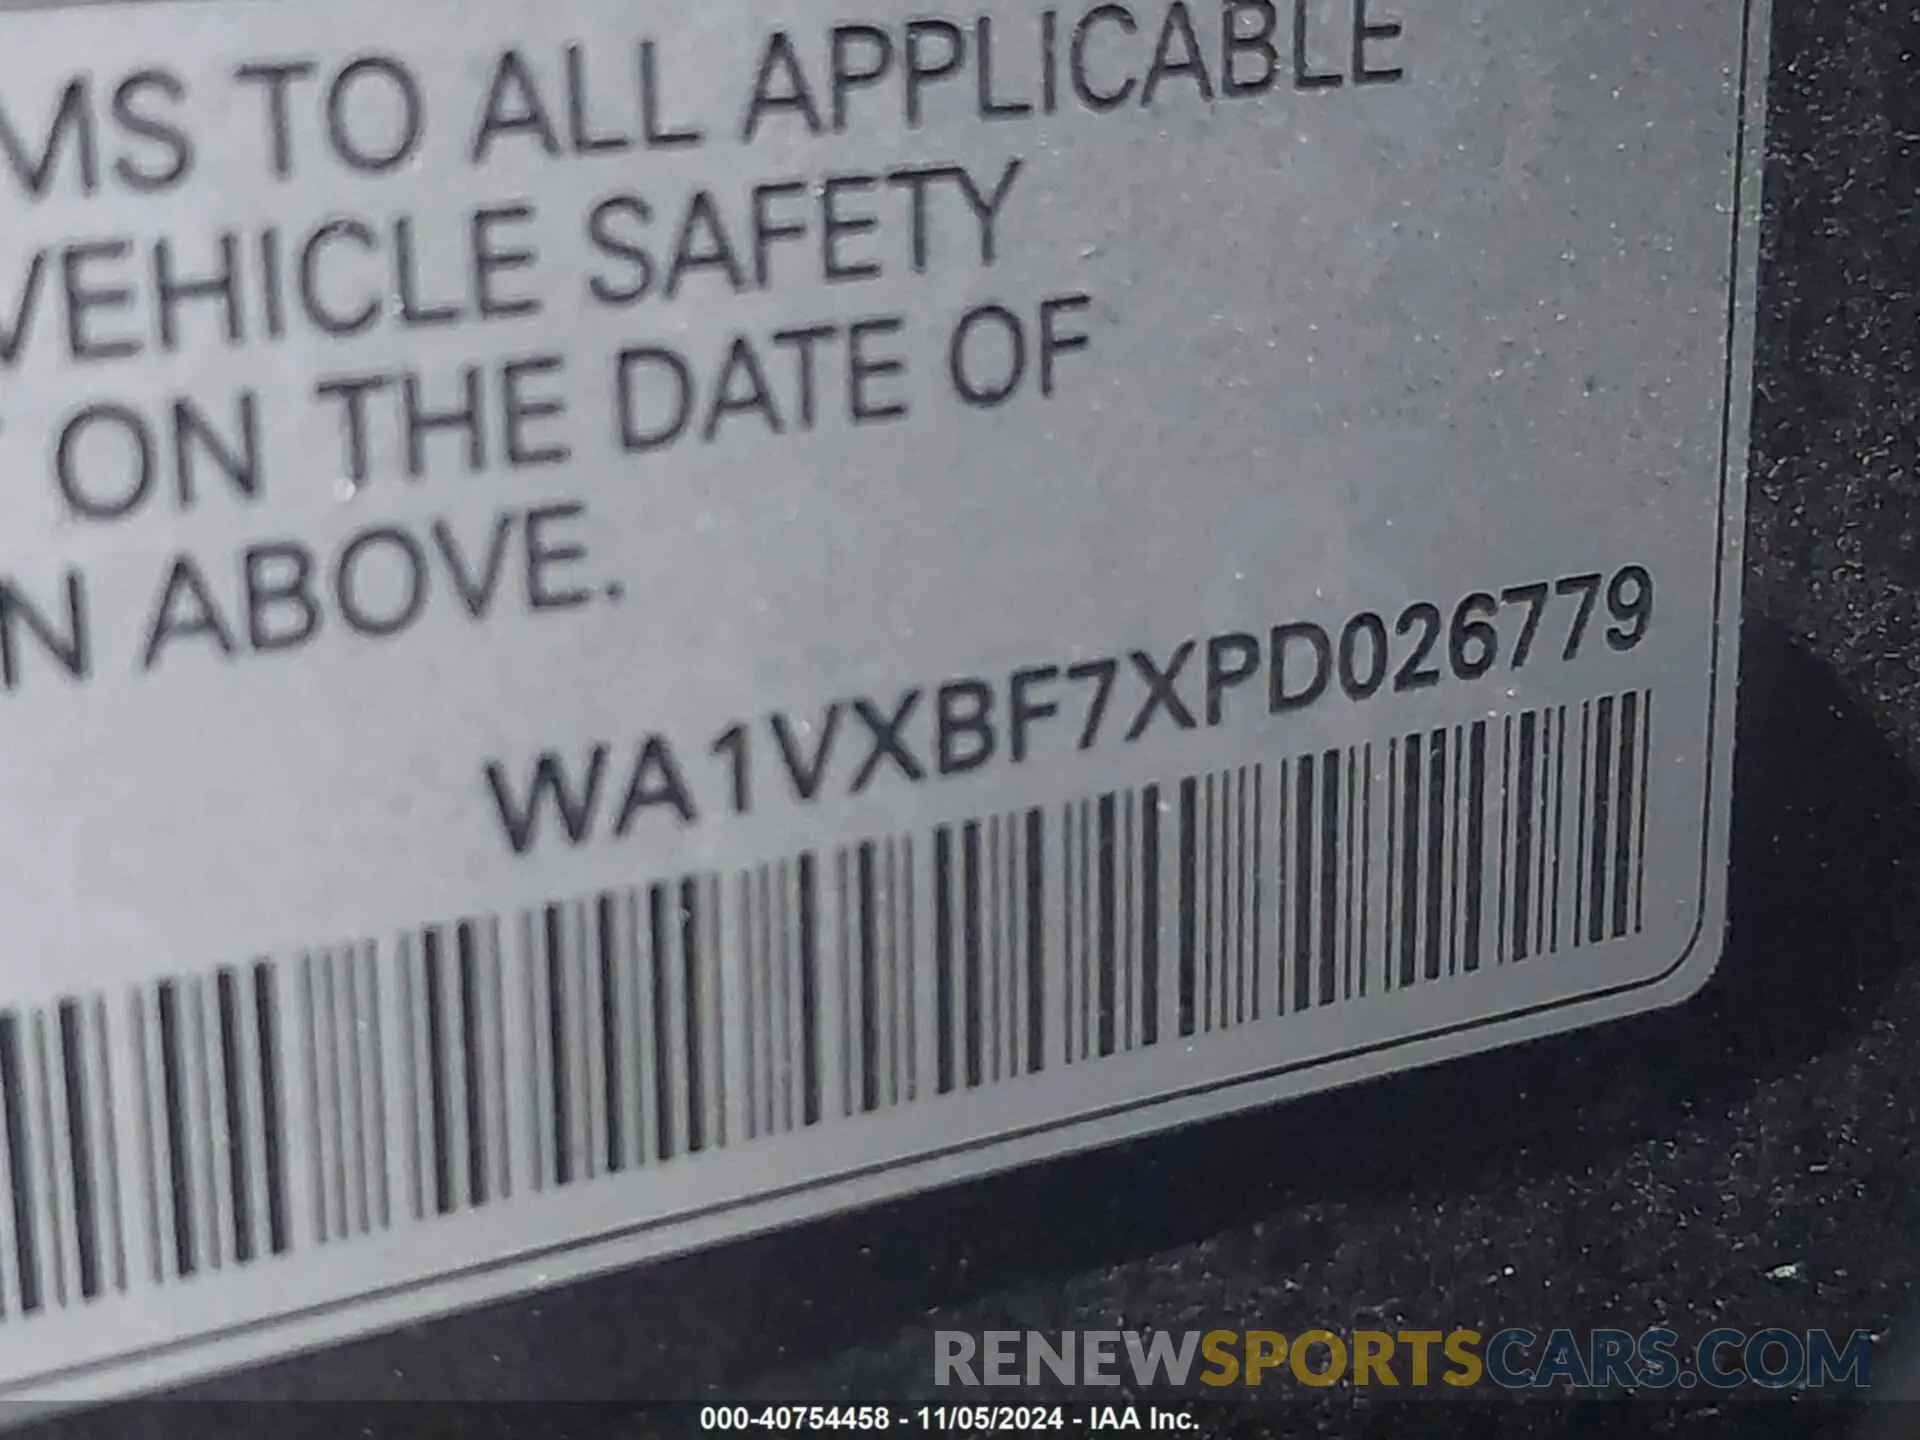 MS TO ALL APPLICABLE
VEHICLE SAFETY
ON THE DATE OF
N ABOVE.
WA1VXBF7XPD026779
RENEWSPORTSCARS.COM
000-40754458 - 11/05/2024 - IAA Inc.